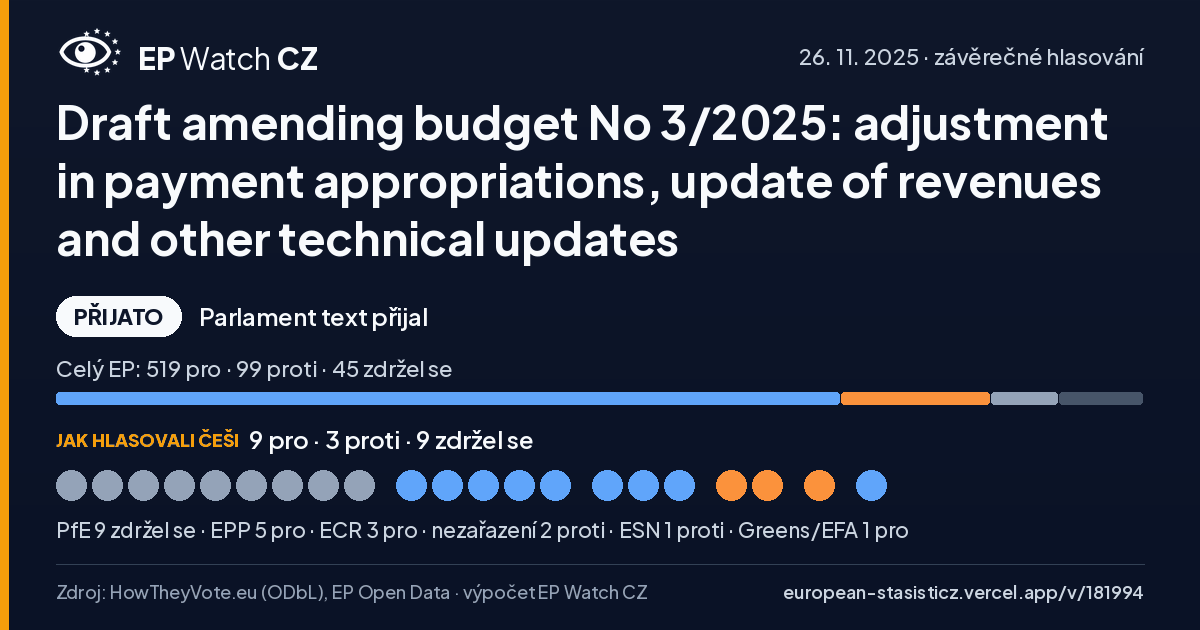 EP Watch CZ
26. 11. 2025 · závěrečné hlasování
Draft amending budget No 3/2025: adjustment
in payment appropriations, update of revenues
and other technical updates
PŘIJATO Parlament text přijal
Celý EP: 519 pro · 99 proti · 45 zdržel se
JAK HLASOVALI ČEŠI 9 pro · 3 proti · 9 zdržel se
PfE 9 zdržel se · EPP 5 pro · ECR 3 pro · nezařazení 2 proti · ESN 1 proti · Greens/EFA 1 pro
Zdroj: HowTheyVote.eu (ODbL), EP Open Data · výpočet EP Watch CZ
european-stasisticz.vercel.app/v/181994